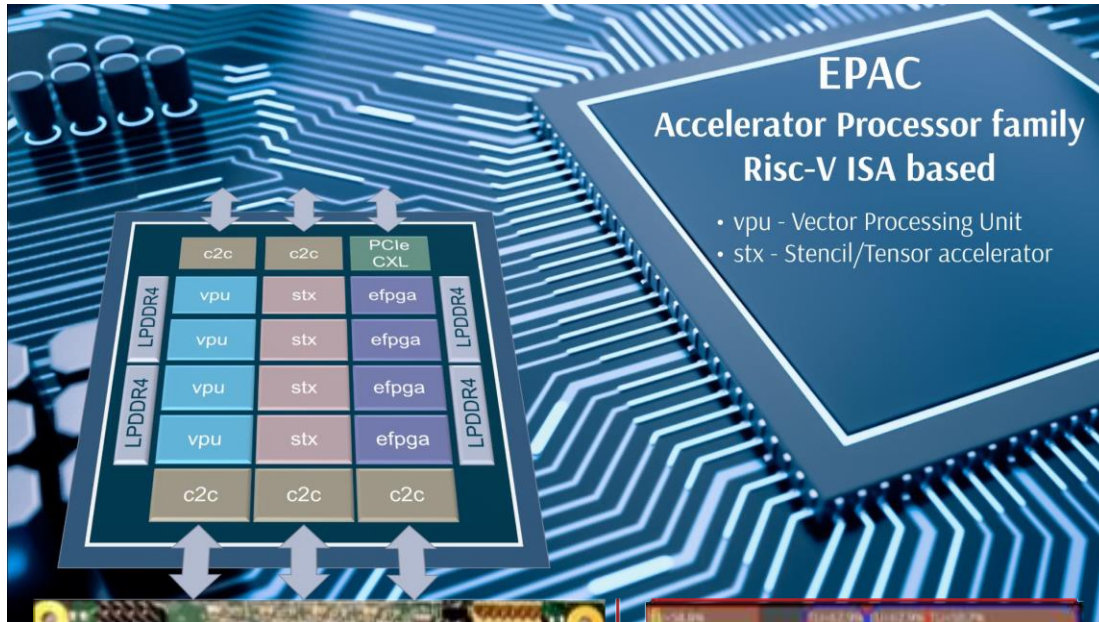 EPAC
Accelerator Processor family
Risc-V ISA based
• vpu - Vector Processing Unit
• stx - Stencil/Tensor accelerator
c2c c2c PCIe CXL
LPDDR4 vpu stx efpga LPDDR4
vpu stx efpga
LPDDR4 vpu stx efpga LPDDR4
vpu stx efpga
c2c c2c c2c